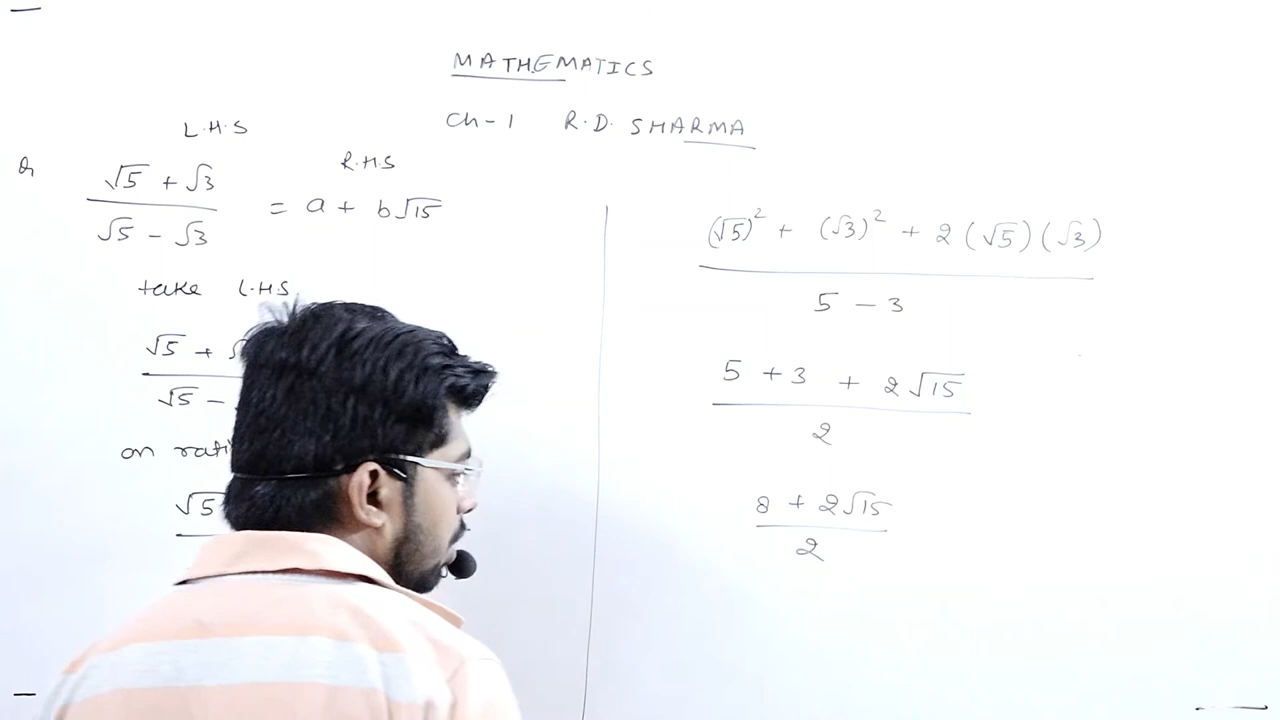 MATHEMATICS
Ch-1 R.D. SHARMA
L.H.S
R.H.S
√5 + √3
√5 - √3
= a + b√15
take L.H.S.
√5 +
√5 -
on
√5
(√5)² + (√3)² + 2(√5)(√3)
5 - 3
5 + 3 + 2√15
2
8 + 2√15
2